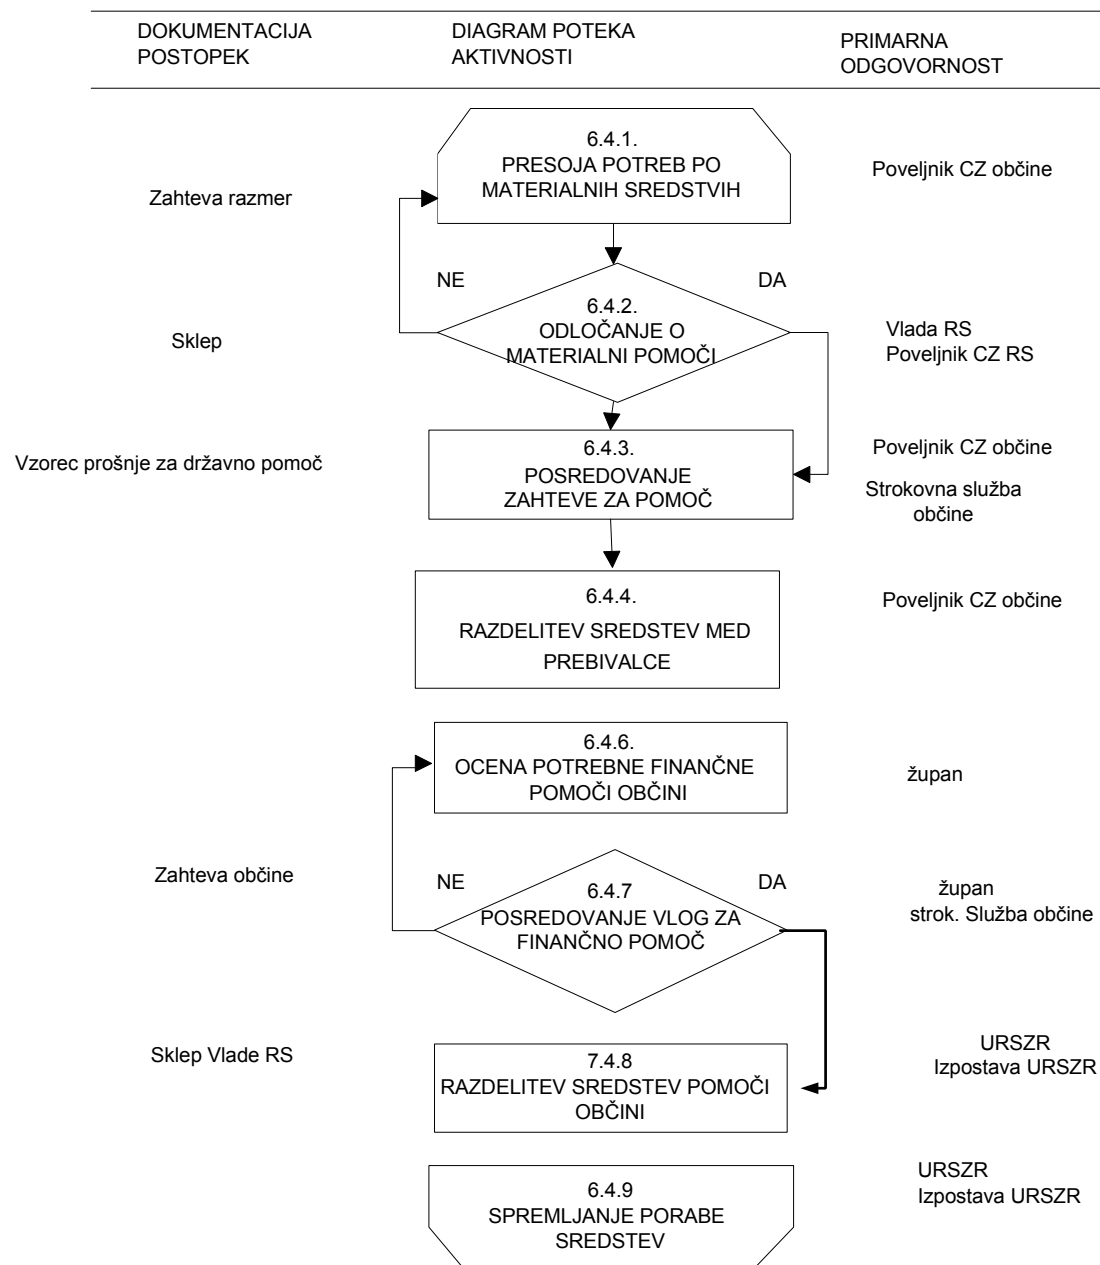 DOKUMENTACIJA
POSTOPEK
DIAGRAM POTEKA
AKTIVNOSTI
PRIMARNA
ODGOVORNOST
6.4.1.
PRESOJA POTREB PO
MATERIALNIH SREDSTVIH
Poveljnik CZ občine
Zahteva razmer
NE
DA
6.4.2.
ODLOČANJE O
MATERIALNI POMOČI
Sklep
Vlada RS
Poveljnik CZ RS
6.4.3.
POSREDOVANJE
ZAHTEVE ZA POMOČ
Vzorec prošnje za državno pomoč
Poveljnik CZ občine
Strokovna služba
občine
6.4.4.
RAZDELITEV SREDSTEV MED
PREBIVALCE
Poveljnik CZ občine
6.4.6.
OCENA POTREBNE FINANČNE
POMOČI OBČINI
župan
Zahteva občine
NE
DA
6.4.7
POSREDOVANJE VLOG ZA
FINANČNO POMOČ
župan
strok. Služba občine
Sklep Vlade RS
7.4.8
RAZDELITEV SREDSTEV POMOČI
OBČINI
URSZR
Izpostava URSZR
6.4.9
SPREMLJANJE PORABE
SREDSTEV
URSZR
Izpostava URSZR